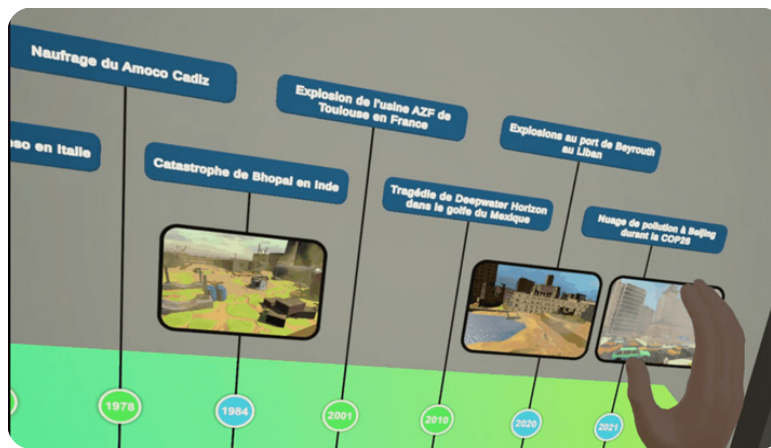 Naufrage du Amoco Cadiz
Explosion de l'usine AZF de
Toulouse en France
Explosions au port de Beyrouth
au Liban
oso en Italie
Catastrophe de Bhopal en Inde
Tragédie de Deepwater Horizon
dans le golfe du Mexique
Nuage de pollution à Beijing
durant la COP26
1978
1984
2001
2010
2020
2021